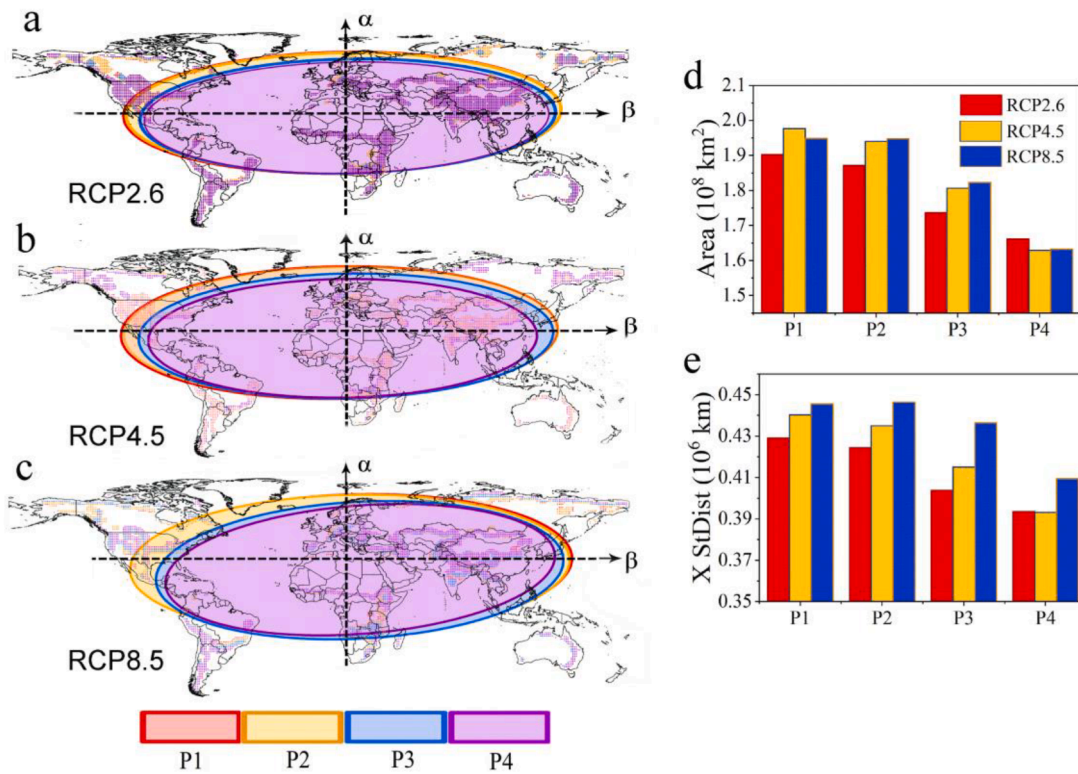 a
α
β
RCP2.6
b
α
β
RCP4.5
c
α
β
RCP8.5
P1 P2 P3 P4
d
2.1
2.0
1.9
1.8
1.7
1.6
1.5
Area (10⁸ km²)
RCP2.6
RCP4.5
RCP8.5
P1 P2 P3 P4
e
0.45
0.43
0.41
0.39
0.37
0.35
X StDist (10⁶ km)
P1 P2 P3 P4